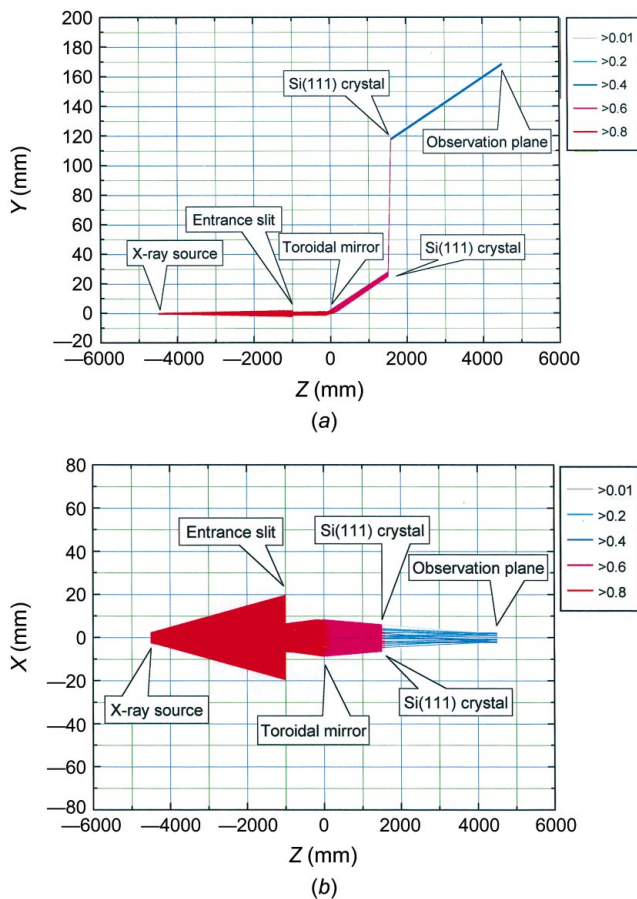 200
180
160
140
120
100
80
60
40
20
0
—20
Y (mm)
Si(111) crystal
Observation plane
Entrance slit
Toroidal mirror
X-ray source
Si(111) crystal
>0.01
>0.2
>0.4
>0.6
>0.8
—6000 —4000 —2000 0 2000 4000 6000
Z (mm)
(a)
80
60
40
20
0
—20
—40
—60
—80
X (mm)
Entrance slit
Si(111) crystal
Observation plane
X-ray source
Si(111) crystal
Toroidal mirror
>0.01
>0.2
>0.4
>0.6
>0.8
—6000 —4000 —2000 0 2000 4000 6000
Z (mm)
(b)